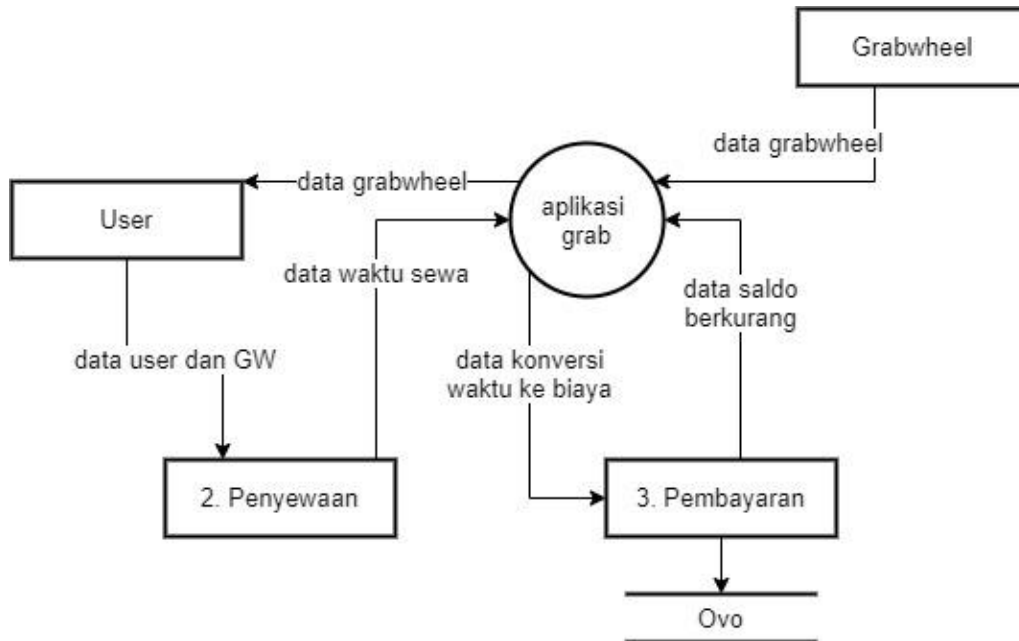 Grabwheel
data grabwheel
data grabwheel
User
aplikasi
grab
data waktu sewa
data saldo
berkurang
data user dan GW
data konversi
waktu ke biaya
2. Penyewaan
3. Pembayaran
Ovo